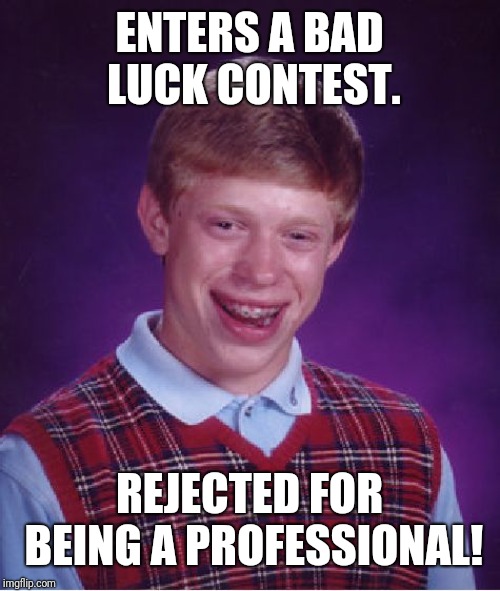 ENTERS A BAD
LUCK CONTEST.
REJECTED FOR
BEING A PROFESSIONAL!
imgflip.com